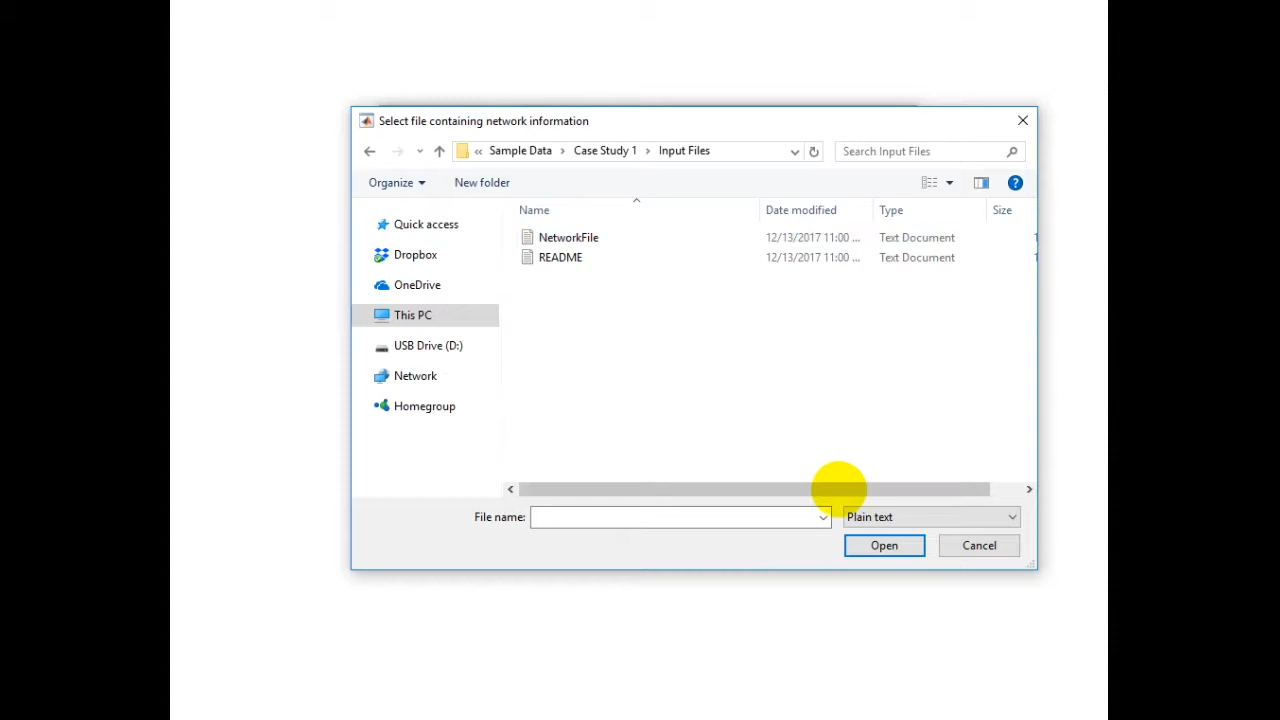 Select file containing network information
« Sample Data > Case Study 1 > Input Files
Search Input Files
Organize
New folder
Name
Date modified
Type
Size
Quick access
Dropbox
OneDrive
This PC
USB Drive (D:)
Network
Homegroup
NetworkFile 12/13/2017 11:00 ... Text Document
README 12/13/2017 11:00 ... Text Document
File name:
Plain text
Open
Cancel